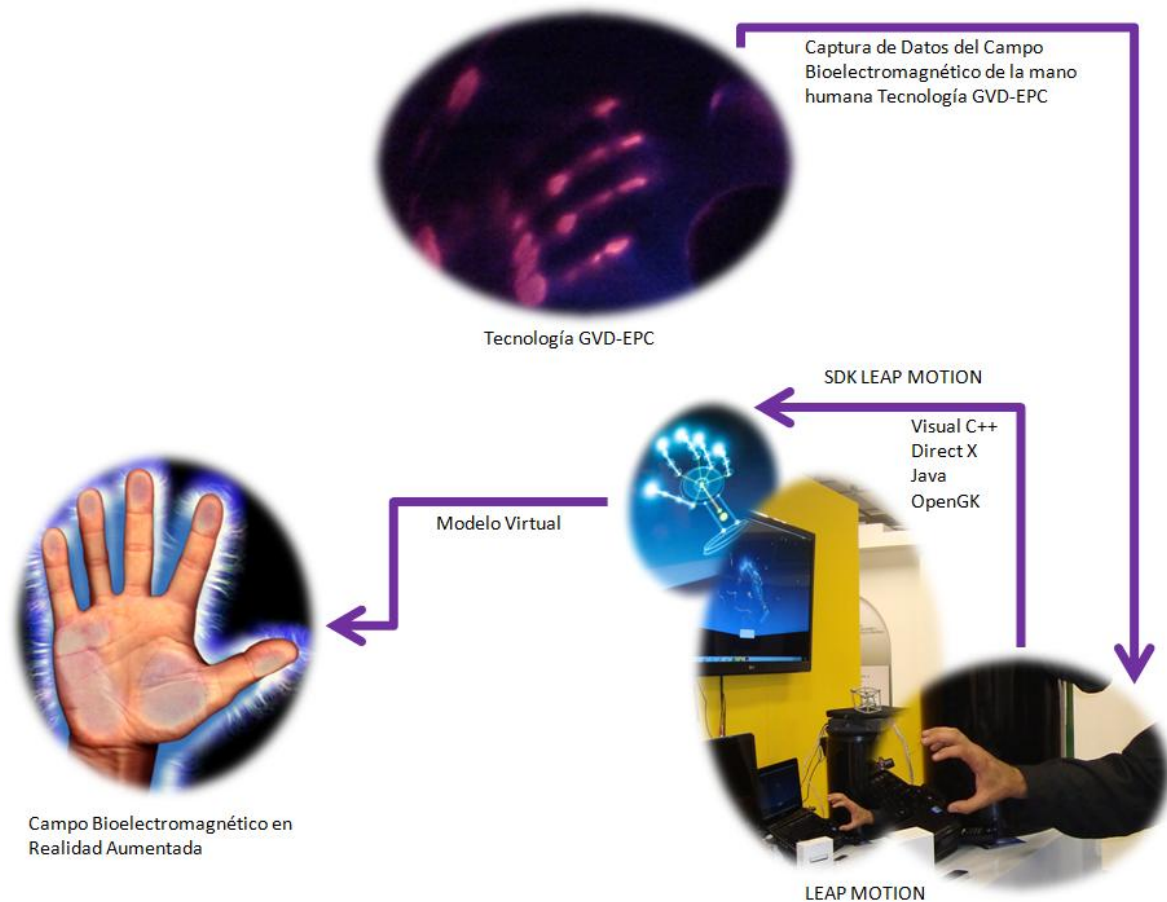 Captura de Datos del Campo
Bioelectromagnético de la mano
humana Tecnología GVD-EPC
Tecnología GVD-EPC
SDK LEAP MOTION
Visual C++
Direct X
Java
OpenGK
Modelo Virtual
Campo Bioelectromagnético en
Realidad Aumentada
LEAP MOTION